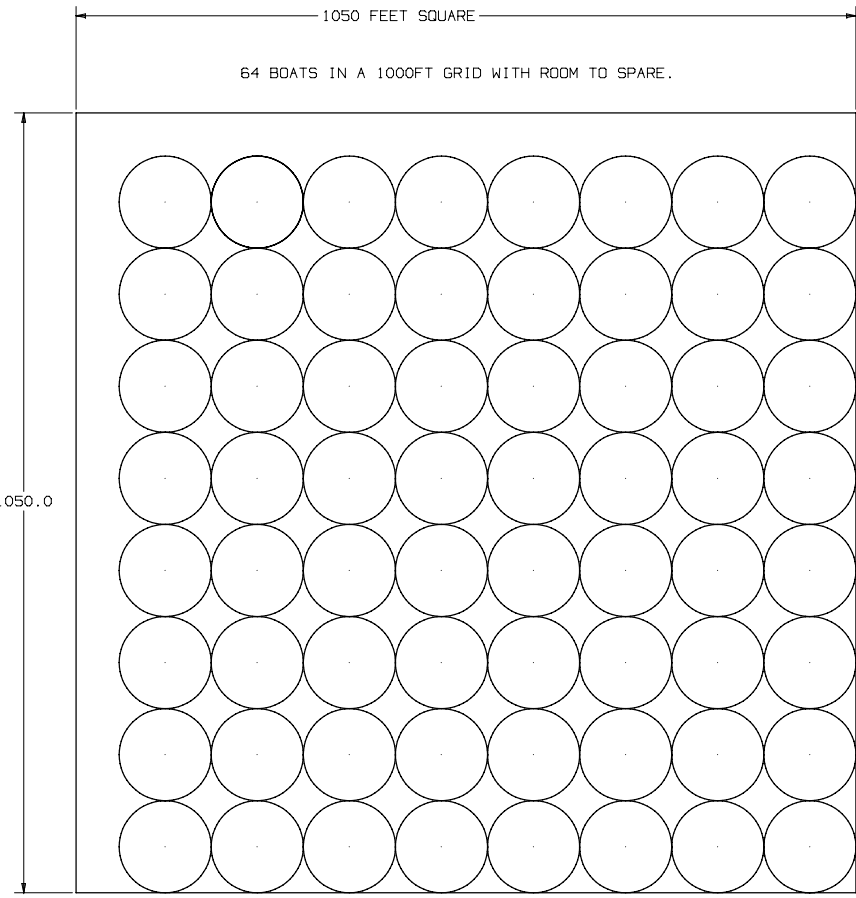 1050 FEET SQUARE
64 BOATS IN A 1000FT GRID WITH ROOM TO SPARE.
.050.0